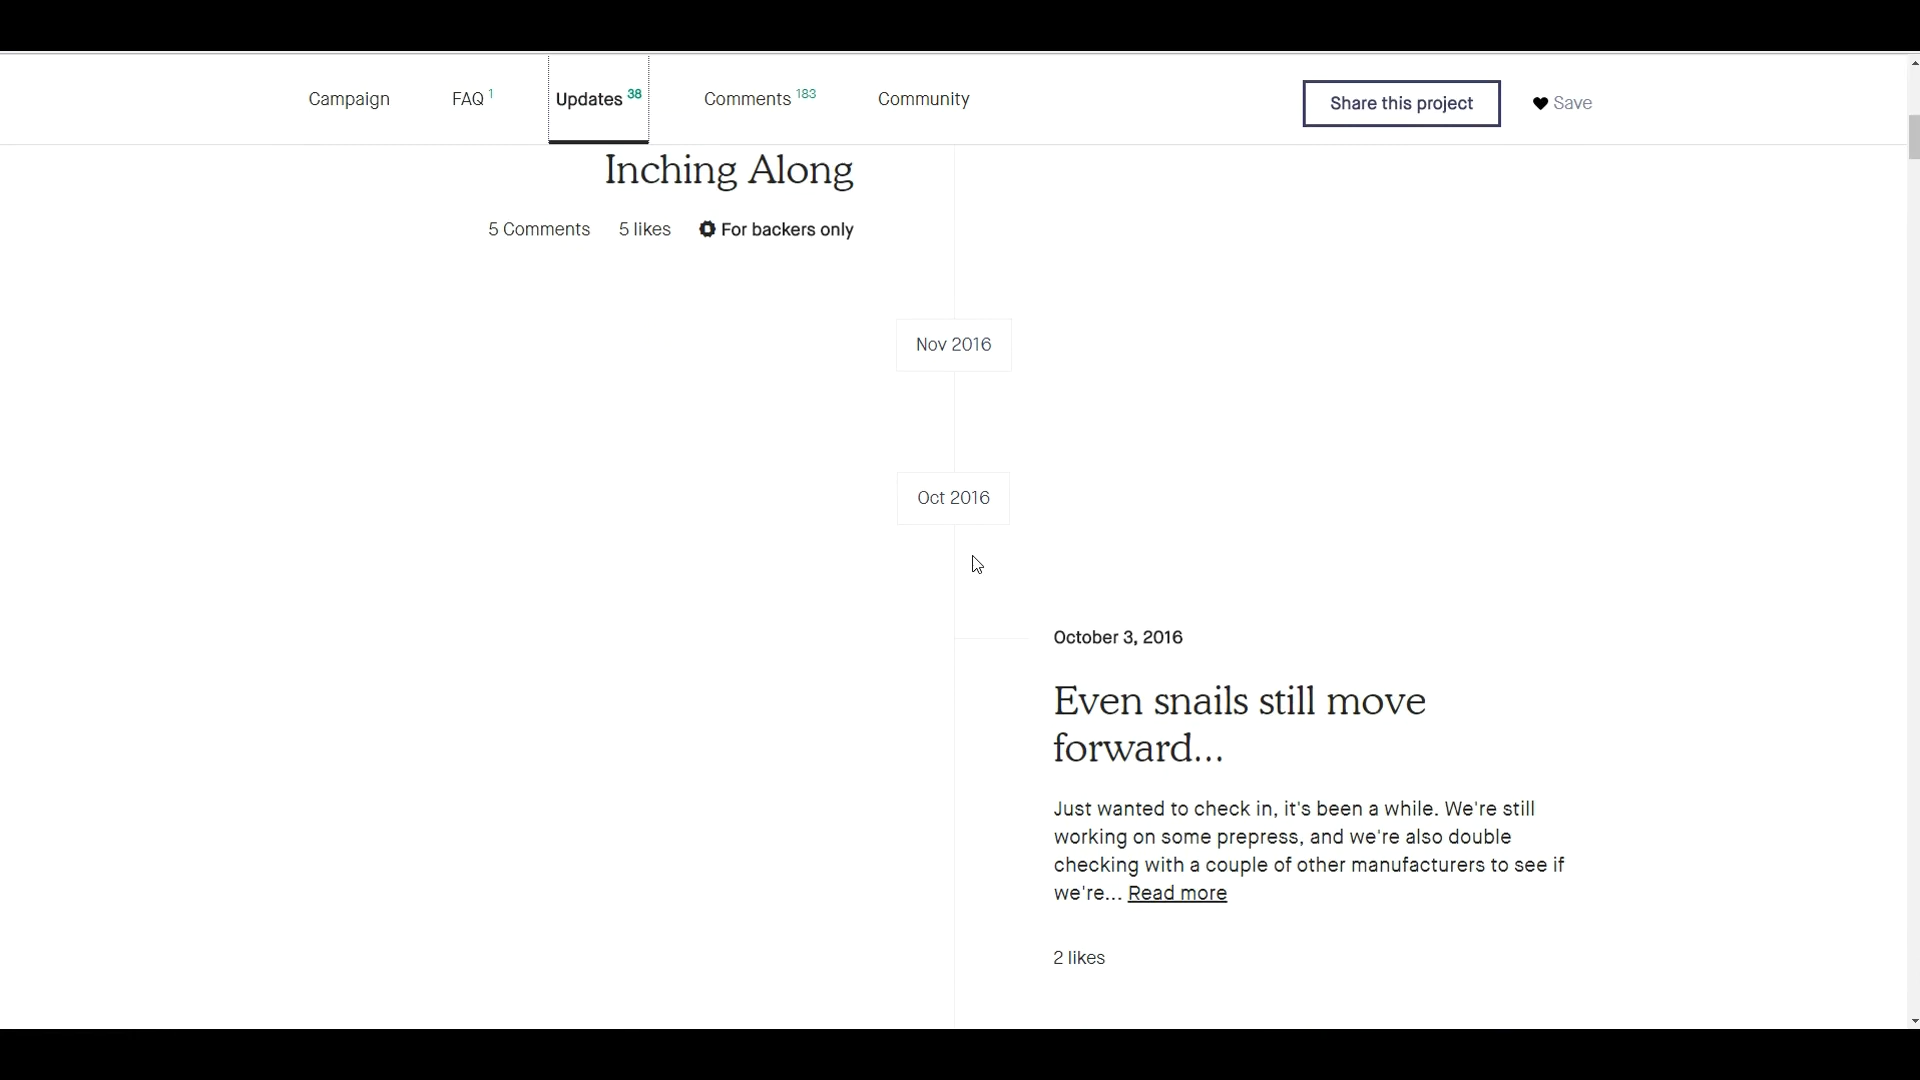 Campaign FAQ 1 Updates 38 Comments 183 Community Share this project Save
Inching Along
5 Comments 5 likes For backers only
Nov 2016
Oct 2016
October 3, 2016
Even snails still move
forward...
Just wanted to check in, it's been a while. We're still
working on some prepress, and we're also double
checking with a couple of other manufacturers to see if
we're... Read more
2 likes